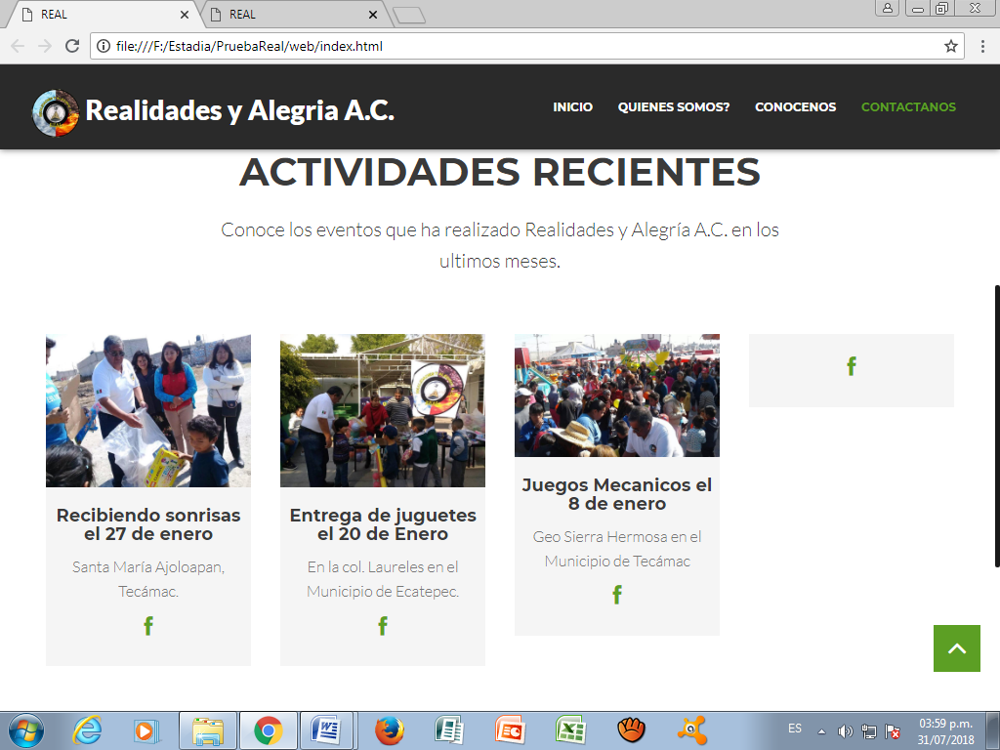 REAL
REAL
file:///F:/Estadia/PruebaReal/web/index.html
Realidades y Alegria A.C.
INICIO
QUIENES SOMOS?
CONOCENOS
CONTACTANOS
ACTIVIDADES RECIENTES
Conoce los eventos que ha realizado Realidades y Alegría A.C. en los
ultimos meses.
Recibiendo sonrisas
el 27 de enero
Santa María Ajoloapan,
Tecámac.
Entrega de juguetes
el 20 de Enero
En la col. Laureles en el
Municipio de Ecatepec.
Juegos Mecanicos el
8 de enero
Geo Sierra Hermosa en el
Municipio de Tecámac
ES
03:59 p.m.
31/07/2018